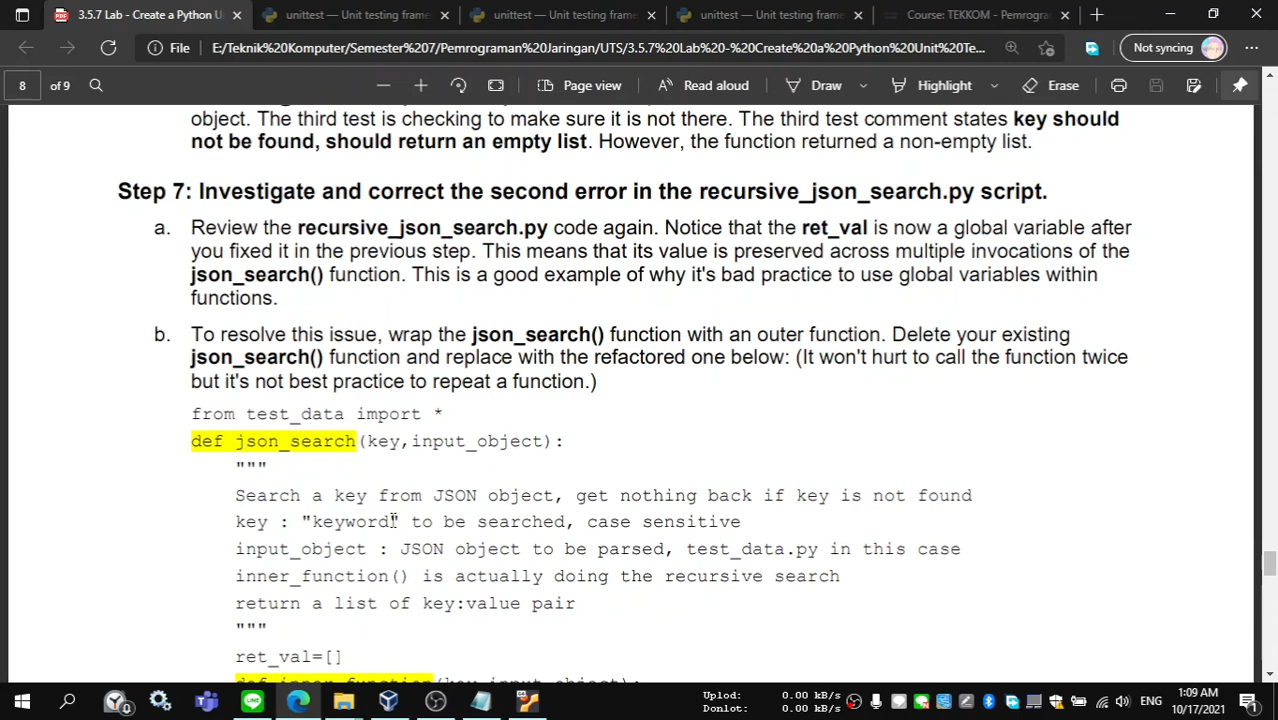 3.5.7 Lab - Create a Python U
unittest — Unit testing frame
unittest — Unit testing frame
unittest — Unit testing frame
Course: TEKKOM - Pemrogra
File
E:/Teknik%20Komputer/Semester%207/Pemrograman%20Jaringan/UTS/3.5.7%20Lab%20-%20Create%20a%20Python%20Unit%20Te...
Not syncing
8 of 9
Page view
Read aloud
Draw
Highlight
Erase
object. The third test is checking to make sure it is not there. The third test comment states key should
not be found, should return an empty list. However, the function returned a non-empty list.
Step 7: Investigate and correct the second error in the recursive_json_search.py script.
a. Review the recursive_json_search.py code again. Notice that the ret_val is now a global variable after
you fixed it in the previous step. This means that its value is preserved across multiple invocations of the
json_search() function. This is a good example of why it's bad practice to use global variables within
functions.
b. To resolve this issue, wrap the json_search() function with an outer function. Delete your existing
json_search() function and replace with the refactored one below: (It won't hurt to call the function twice
but it's not best practice to repeat a function.)
from test_data import *
def json_search(key,input_object):
"""
Search a key from JSON object, get nothing back if key is not found
key : "keyword" to be searched, case sensitive
input_object : JSON object to be parsed, test_data.py in this case
inner_function() is actually doing the recursive search
return a list of key:value pair
"""
ret_val=[]
def inner_function(key,input_object):
Uplod: 0.00 kB/s
Donlot: 0.00 kB/s
ENG
1:09 AM
10/17/2021